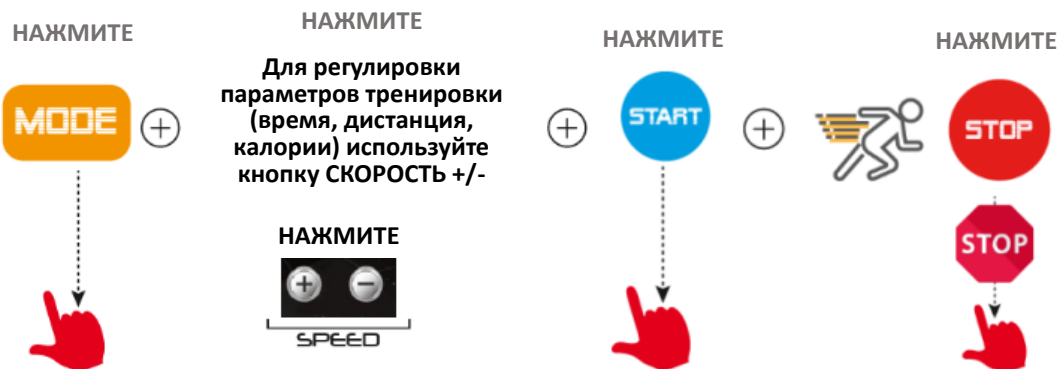 НАЖМИТЕ
MODE
НАЖМИТЕ
Для регулировки
параметров тренировки
(время, дистанция,
калории) используйте
кнопку СКОРОСТЬ +/-
НАЖМИТЕ
+ −
SPEED
НАЖМИТЕ
START
НАЖМИТЕ
STOP
STOP